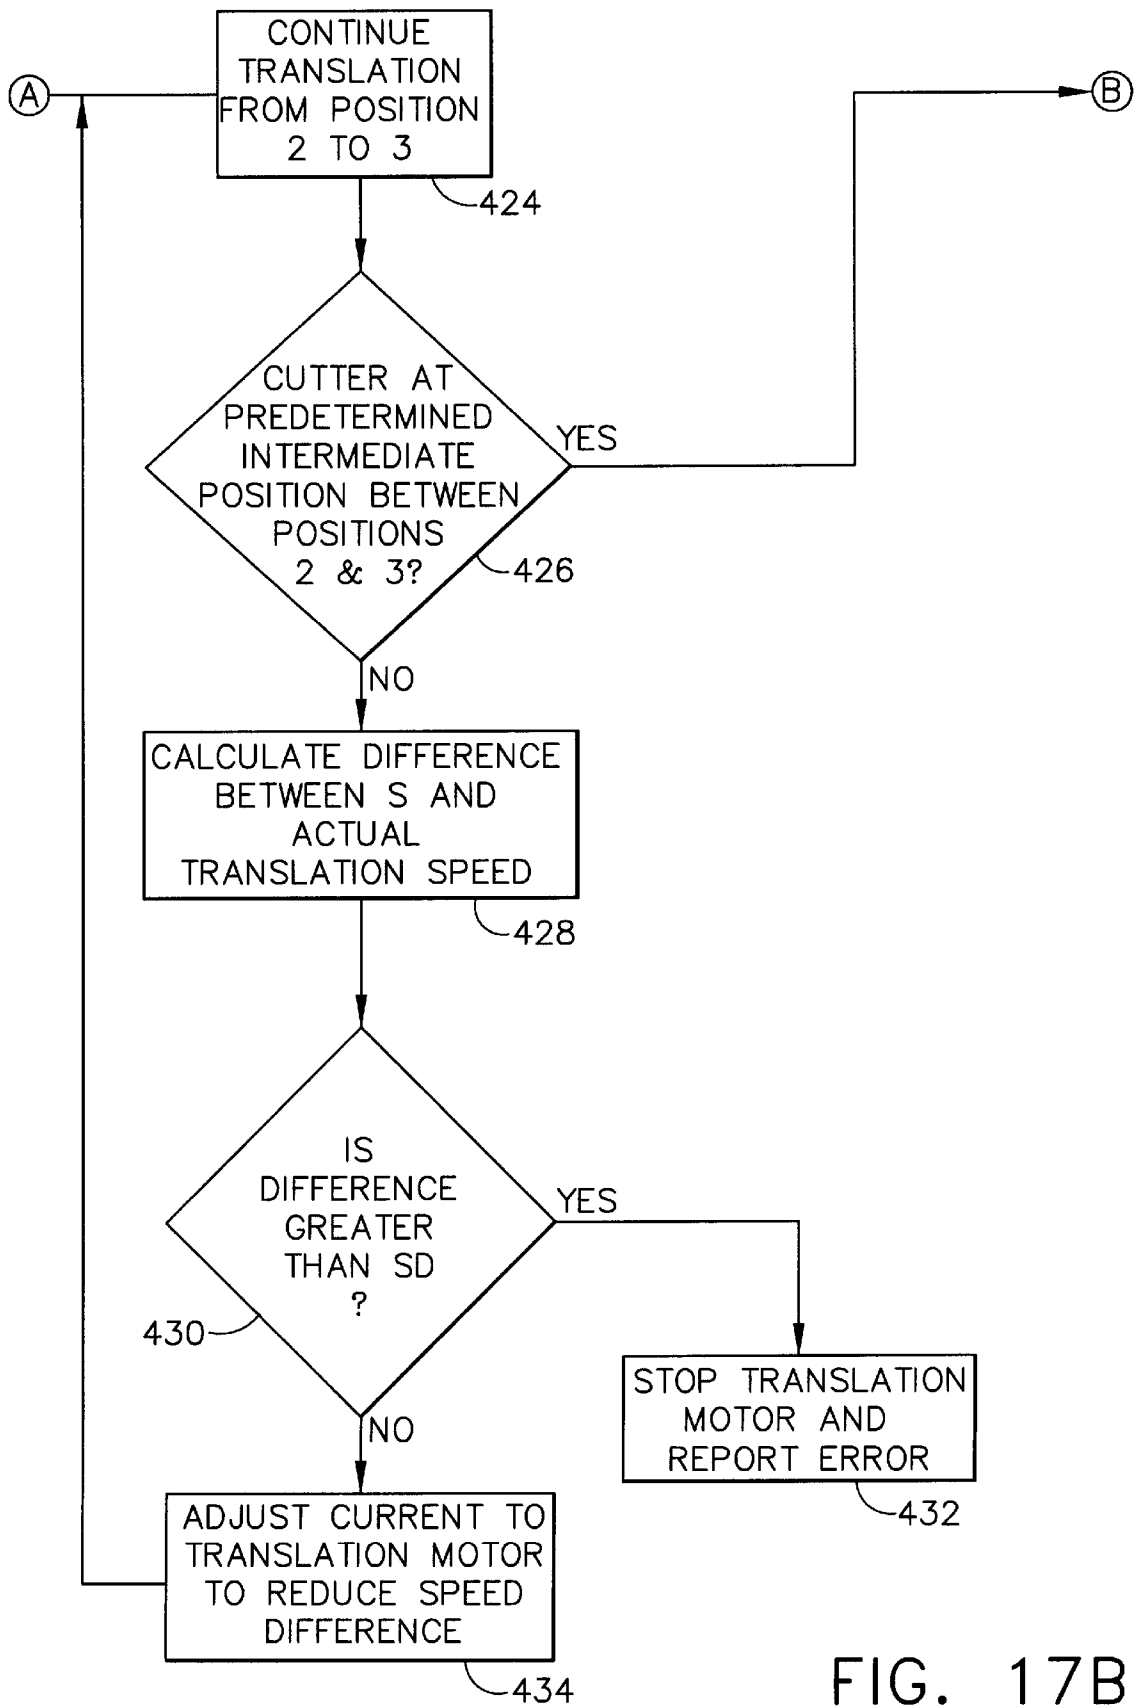 CONTINUE
TRANSLATION
FROM POSITION
2 TO 3
A
B
424
CUTTER AT
PREDETERMINED
INTERMEDIATE
POSITION BETWEEN
POSITIONS
2 & 3?
YES
426
NO
CALCULATE DIFFERENCE
BETWEEN S AND
ACTUAL
TRANSLATION SPEED
428
IS
DIFFERENCE
GREATER
THAN SD
?
YES
430
NO
STOP TRANSLATION
MOTOR AND
REPORT ERROR
432
ADJUST CURRENT TO
TRANSLATION MOTOR
TO REDUCE SPEED
DIFFERENCE
434
FIG. 17B